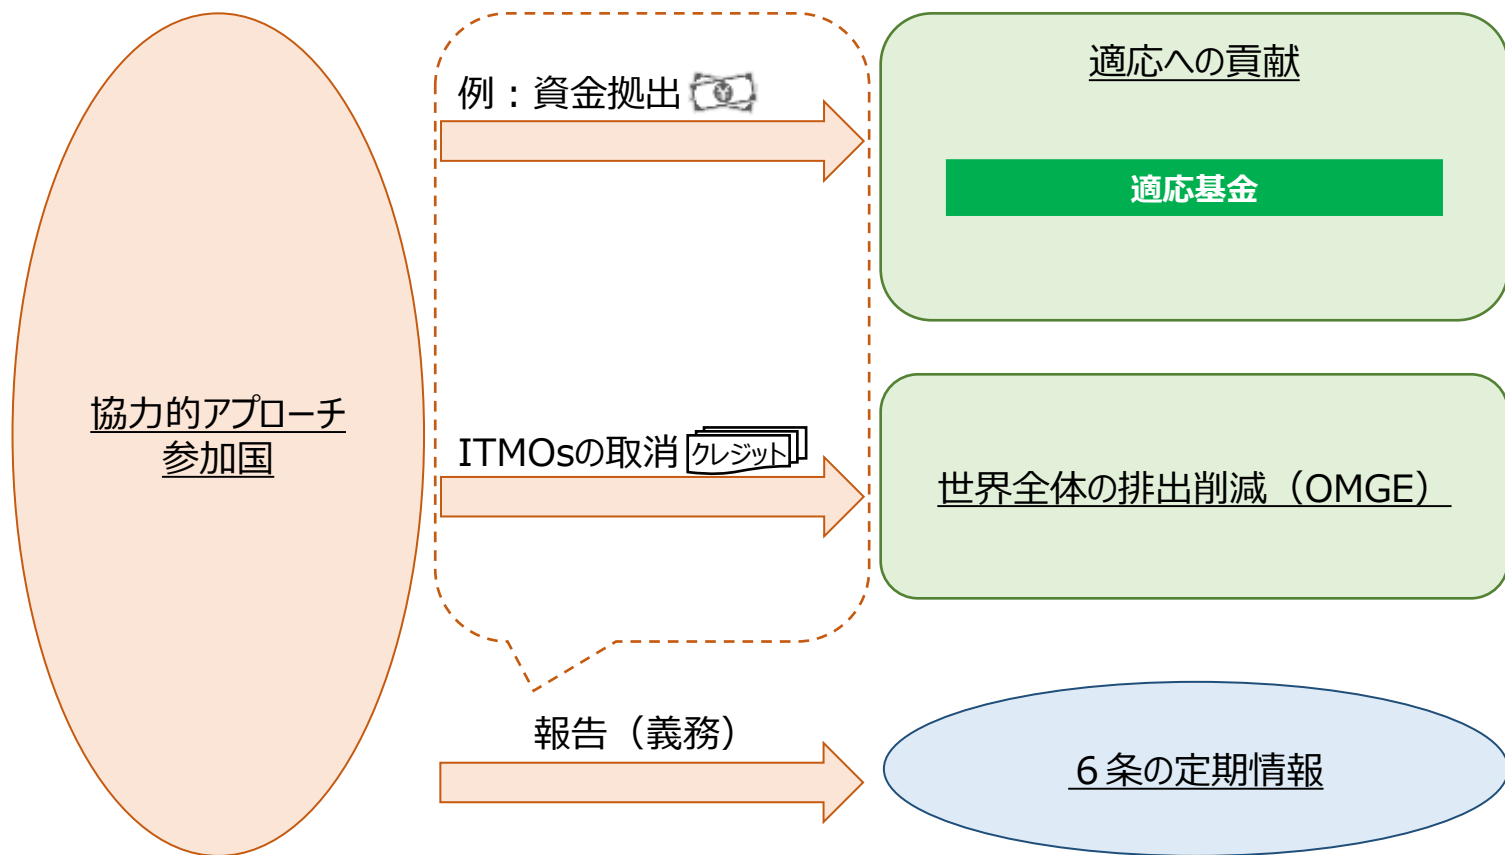 適応への貢献
例：資金拠出
適応基金
協力的アプローチ
参加国
ITMOsの取消 クレジット
世界全体の排出削減（OMGE）
報告（義務）
６条の定期情報